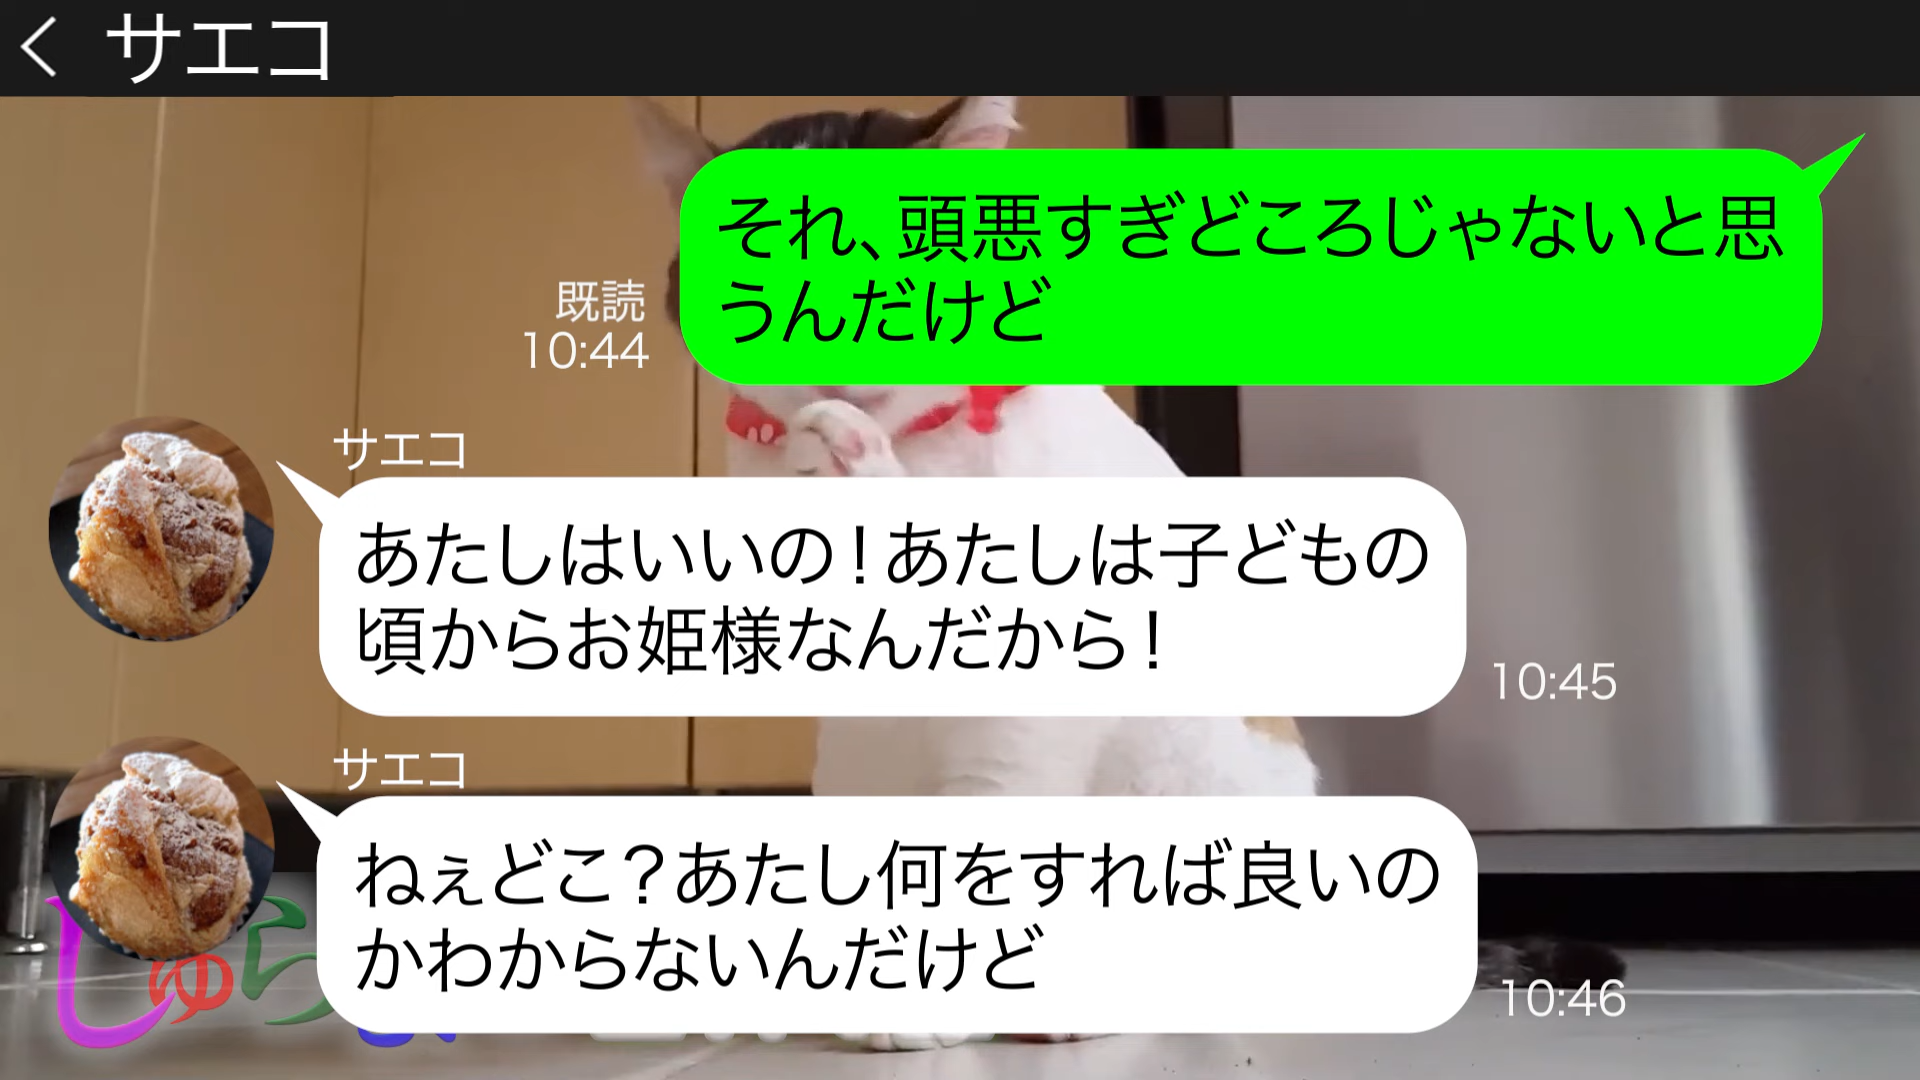 サエコ
それ、頭悪すぎどころじゃないと思
うんだけど
既読
10:44
サエコ
あたしはいいの！あたしは子どもの
頃からお姫様なんだから！
10:45
サエコ
ねぇどこ？あたし何をすれば良いの
かわからないんだけど
10:46
しゅら